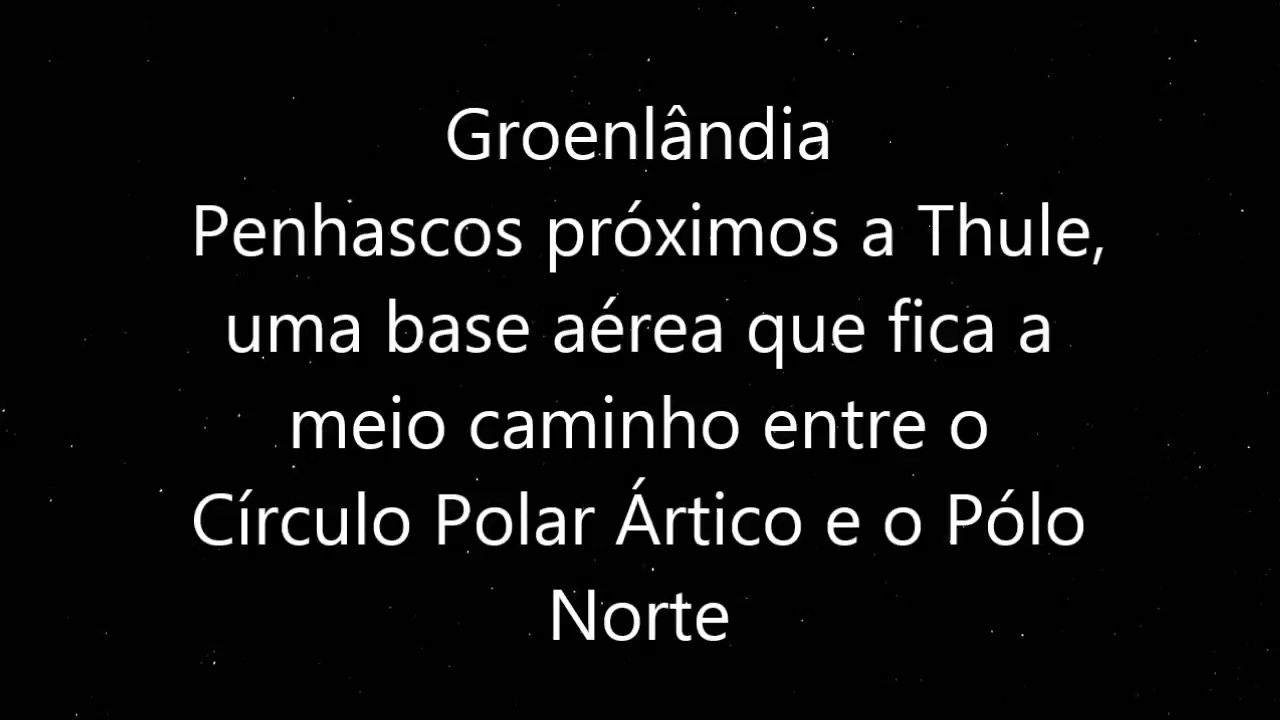 Groenlândia
Penhascos próximos a Thule,
uma base aérea que fica a
meio caminho entre o
Círculo Polar Ártico e o Pólo
Norte